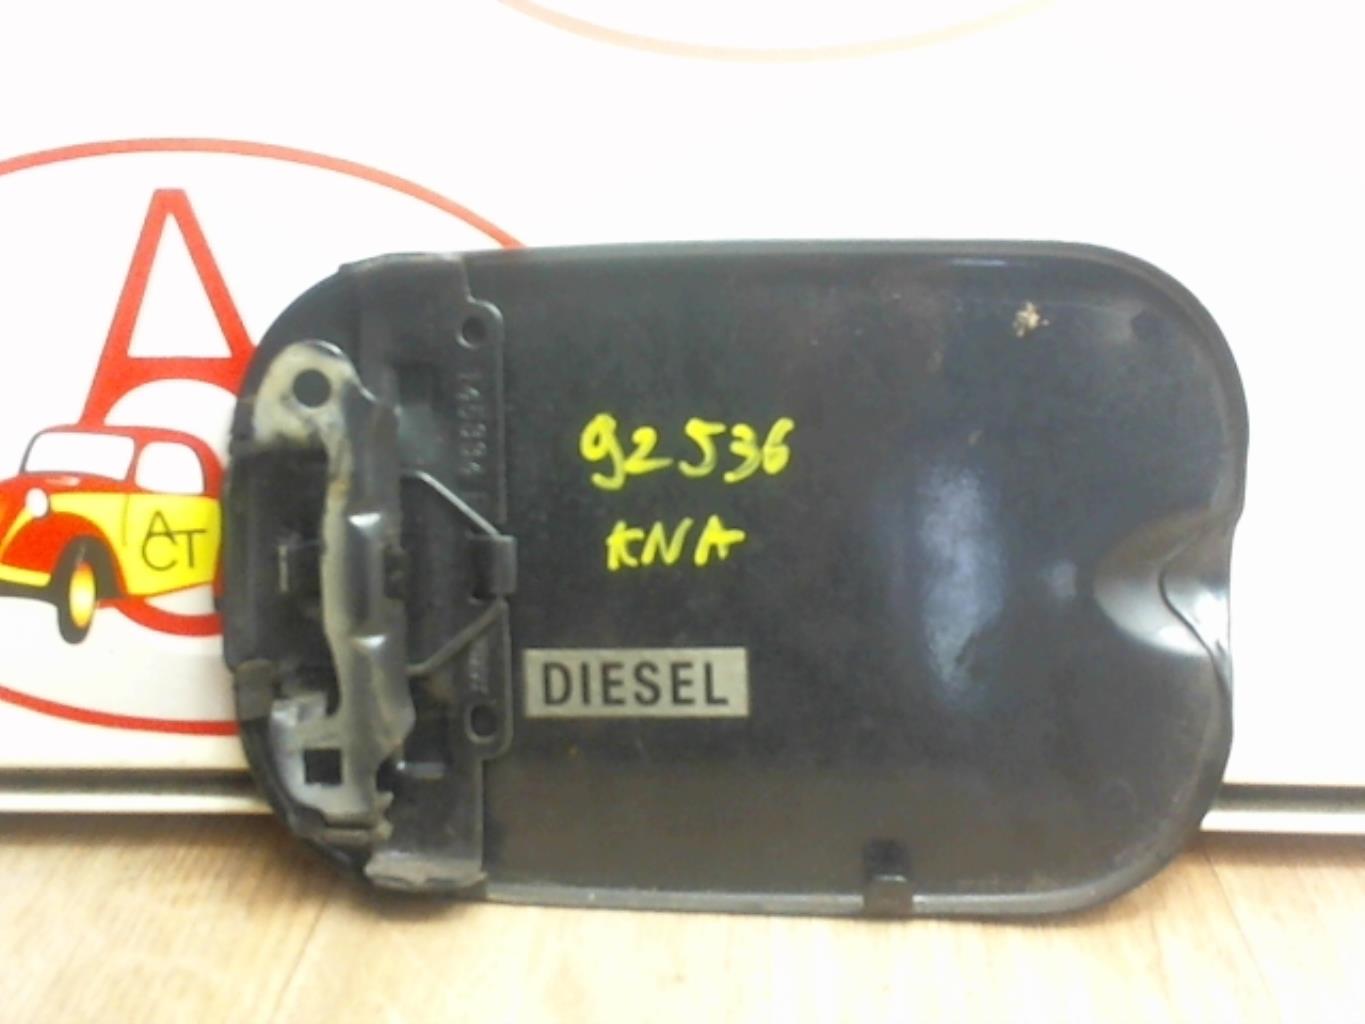 A
ACT
92536
KNA
DIESEL